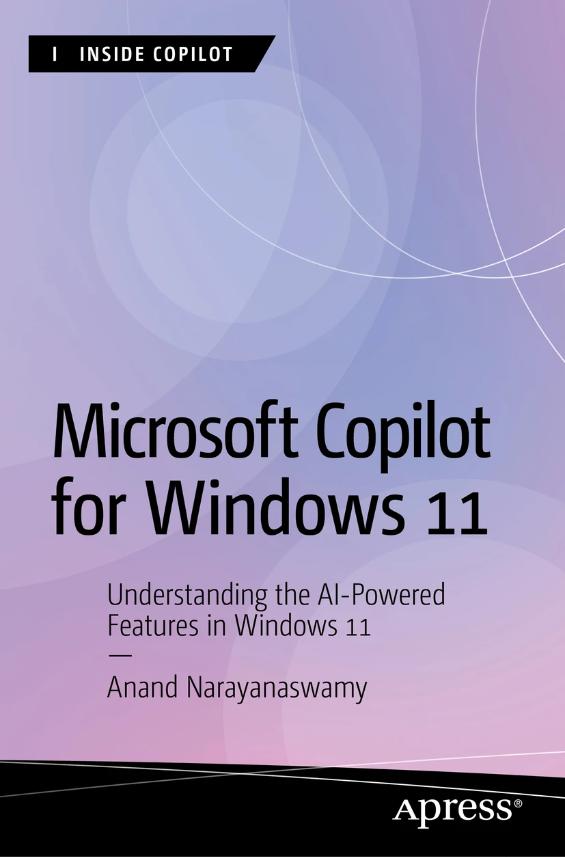 I INSIDE COPILOT
Microsoft Copilot
for Windows 11
Understanding the AI-Powered
Features in Windows 11
—
Anand Narayanaswamy
Apress®